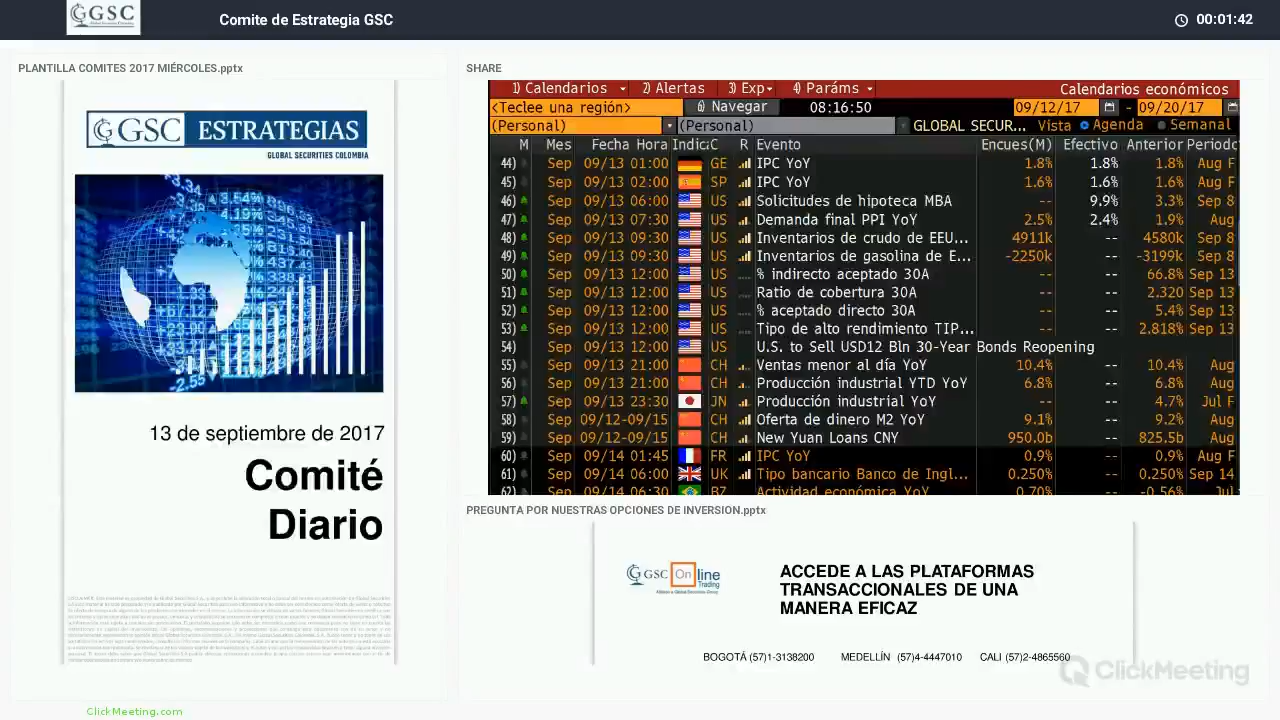 GSC
Comite de Estrategia GSC
00:01:42
PLANTILLA COMITES 2017 MIÉRCOLES.pptx
GSC ESTRATEGIAS
GLOBAL SECURITIES COLOMBIA
13 de septiembre de 2017
Comité
Diario
SHARE
1) Calendarios 2) Alertas 3) Exp 4) Paráms Calendarios económicos
<Teclee una región> 6) Navegar 08:16:50 09/12/17 - 09/20/17
(Personal) (Personal) GLOBAL SECUR... Vista Agenda Semanal
M Mes Fecha Hora Indic C R Evento Encues(M) Efectivo Anterior Periodo
44) Sep 09/13 01:00 GE IPC YoY 1.8% 1.8% 1.8% Aug F
45) Sep 09/13 02:00 SP IPC YoY 1.6% 1.6% 1.6% Aug F
46) Sep 09/13 06:00 US Solicitudes de hipoteca MBA -- 9.9% 3.3% Sep 8
47) Sep 09/13 07:30 US Demanda final PPI YoY 2.5% 2.4% 1.9% Aug
48) Sep 09/13 09:30 US Inventarios de crudo de EEU... 4911k -- 4580k Sep 8
49) Sep 09/13 09:30 US Inventarios de gasolina de E... -2250k -- -3199k Sep 8
50) Sep 09/13 12:00 US % indirecto aceptado 30A -- -- 66.8% Sep 13
51) Sep 09/13 12:00 US Ratio de cobertura 30A -- -- 2.320 Sep 13
52) Sep 09/13 12:00 US % aceptado directo 30A -- -- 5.4% Sep 13
53) Sep 09/13 12:00 US Tipo de alto rendimiento TIP... -- -- 2.818% Sep 13
54) Sep 09/13 12:00 US U.S. to Sell USD12 Bln 30-Year Bonds Reopening
55) Sep 09/13 21:00 CH Ventas menor al día YoY 10.4% -- 10.4% Aug
56) Sep 09/13 21:00 CH Producción industrial YTD YoY 6.8% -- 6.8% Aug
57) Sep 09/13 23:30 JN Producción industrial YoY -- -- 4.7% Jul F
58) Sep 09/12-09/15 CH Oferta de dinero M2 YoY 9.1% -- 9.2% Aug
59) Sep 09/12-09/15 CH New Yuan Loans CNY 950.0b -- 825.5b Aug
60) Sep 09/14 01:45 FR IPC YoY 0.9% -- 0.9% Aug F
61) Sep 09/14 06:00 UK Tipo bancario Banco de Ingl... 0.250% -- 0.250% Sep 14
62) Sep 09/14 06:30 BZ Actividad económica YoY 0.70% -- -0.56% Jul
PREGUNTA POR NUESTRAS OPCIONES DE INVERSION.pptx
GSC Online
Trading
ACCEDE A LAS PLATAFORMAS
TRANSACCIONALES DE UNA
MANERA EFICAZ
BOGOTÁ (57)1-3138200 MEDELLÍN (57)4-4447010 CALI (57)2-4865560
ClickMeeting
ClickMeeting.com